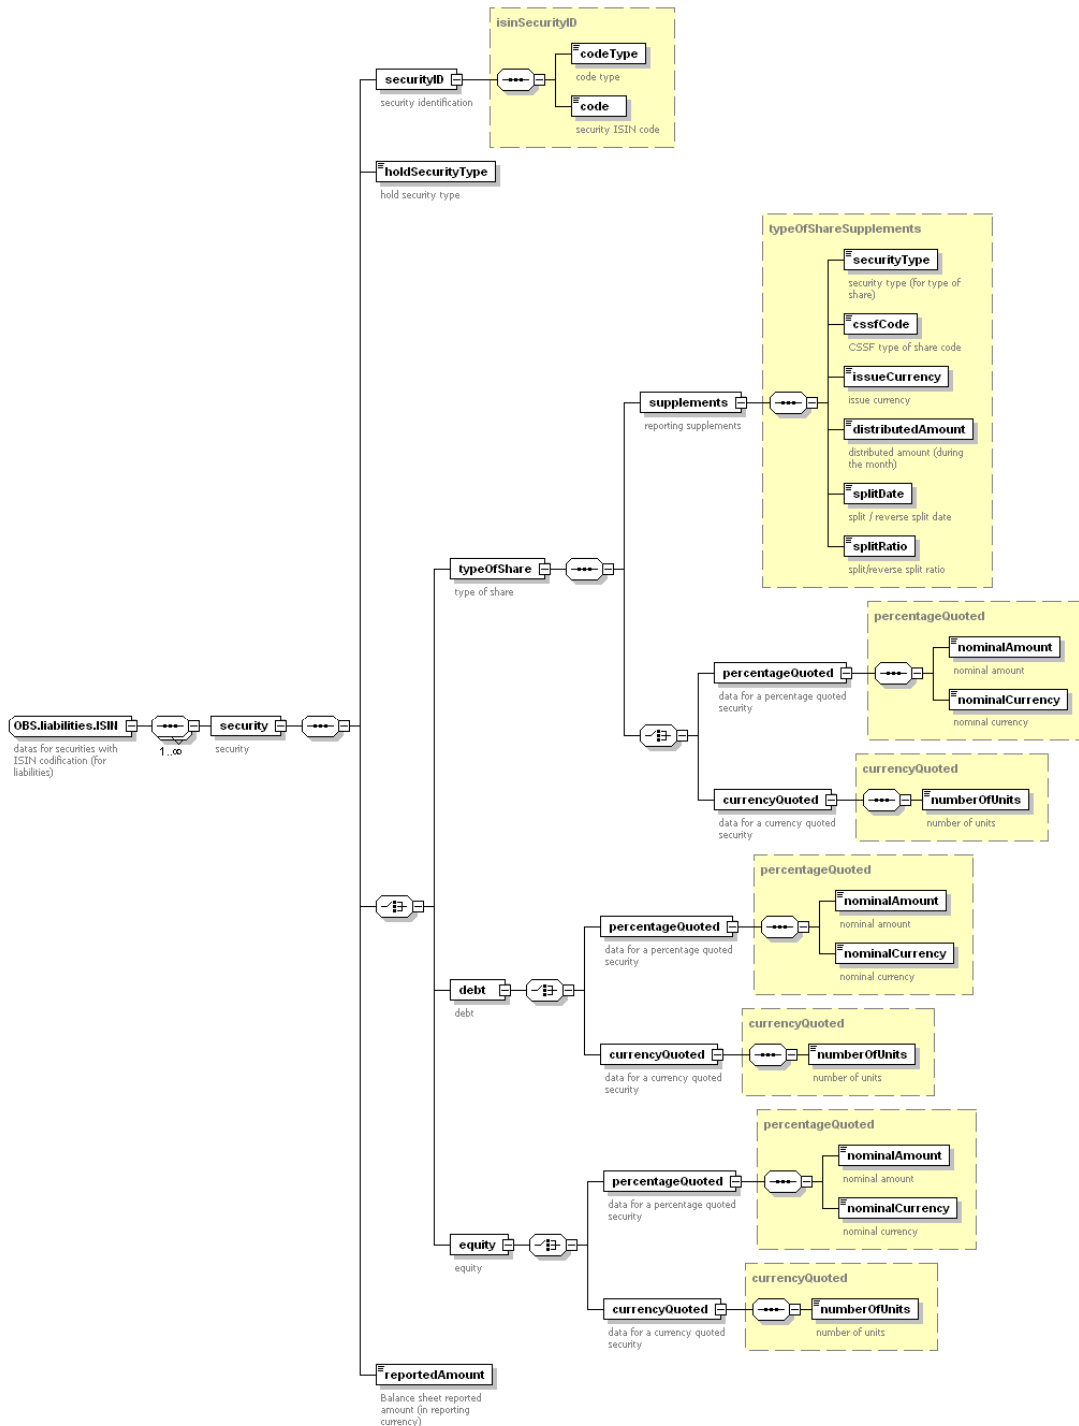 isinSecurityID
codeType
code type
code
security ISIN code
securityID
security identification
holdSecurityType
hold security type
typeOfShareSupplements
securityType
security type (for type of
share)
cssfCode
CSSF type of share code
issueCurrency
issue currency
distributedAmount
distributed amount (during
the month)
splitDate
split / reverse split date
splitRatio
split/reverse split ratio
supplements
reporting supplements
typeOfShare
type of share
percentageQuoted
nominalAmount
nominal amount
nominalCurrency
nominal currency
percentageQuoted
data for a percentage quoted
security
currencyQuoted
numberOfUnits
number of units
currencyQuoted
data for a currency quoted
security
OBS.liabilities.ISIN
datas for securities with
ISIN codification (for
liabilities)
1..∞
security
security
percentageQuoted
nominalAmount
nominal amount
nominalCurrency
nominal currency
percentageQuoted
data for a percentage quoted
security
debt
debt
currencyQuoted
numberOfUnits
number of units
currencyQuoted
data for a currency quoted
security
percentageQuoted
nominalAmount
nominal amount
nominalCurrency
nominal currency
percentageQuoted
data for a percentage quoted
security
equity
equity
currencyQuoted
numberOfUnits
number of units
currencyQuoted
data for a currency quoted
security
reportedAmount
Balance sheet reported
amount (in reporting
currency)